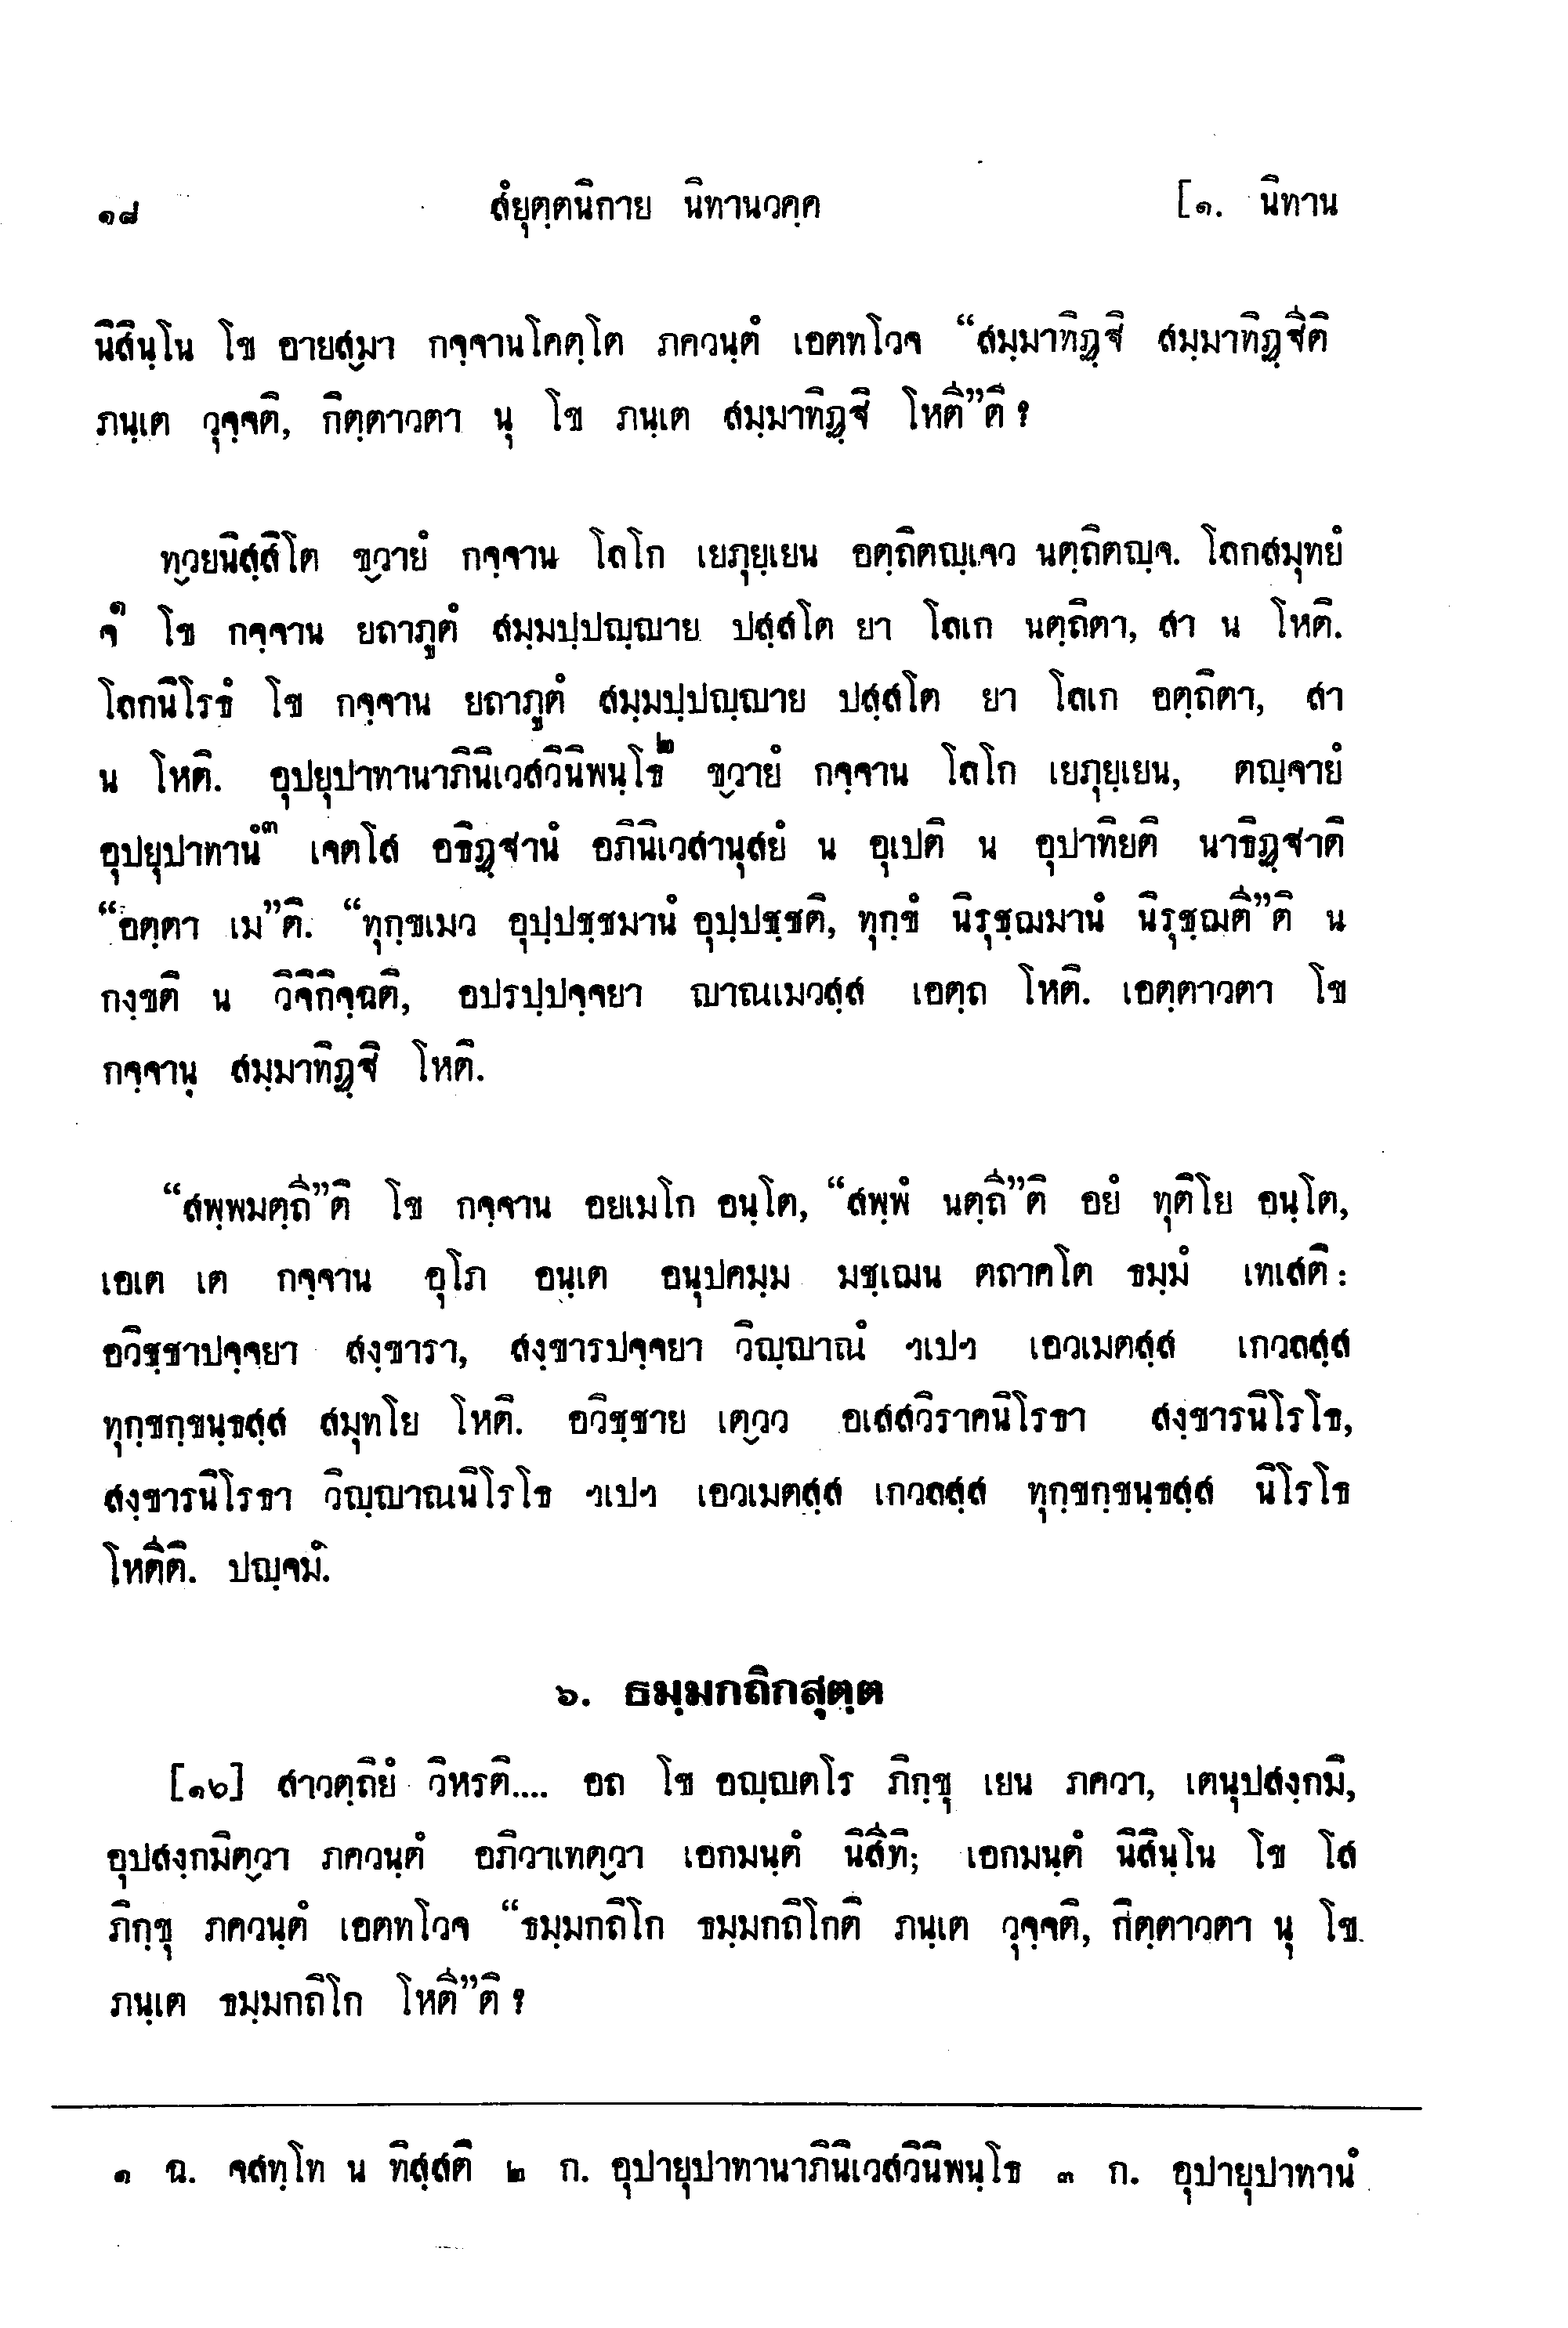 ๑๘ สํยุตฺตนิกาย นิทานวคฺค [๑. นิทาน
นิสินฺโน โข อายสฺมา กจฺจานโคตฺโต ภควนฺตํ เอตทโวจ “สมฺมาทิฏฺฐิ สมฺมาทิฏฺฐีติ
ภนฺเต วุจฺจติ, กิตฺตาวตา นุ โข ภนฺเต สมฺมาทิฏฺฐิ โหตี”ติ ?
ทฺวยนิสฺสิโต ขฺวายํ กจฺจาน โลโก เยภุยฺเยน อตฺถิตญฺเจว นตฺถิตญฺจ. โลกสมุทยํ
จ๑ โข กจฺจาน ยถาภูตํ สมฺมปฺปญฺญาย ปสฺสโต ยา โลเก นตฺถิตา, สา น โหติ.
โลกนิโรธํ โข กจฺจาน ยถาภูตํ สมฺมปฺปญฺญาย ปสฺสโต ยา โลเก อตฺถิตา, สา
น โหติ. อุปยุปาทานาภินิเวสวินิพนฺโธ๒ ขฺวายํ กจฺจาน โลโก เยภุยฺเยน, ตญฺจายํ
อุปยุปาทานํ๓ เจตโส อธิฏฺฐานํ อภินิเวสานุสยํ น อุเปติ น อุปาทิยติ นาธิฏฺฐาติ
“อตฺตา เม”ติ. “ทุกฺขเมว อุปฺปชฺชมานํ อุปฺปชฺชติ, ทุกฺขํ นิรุชฺฌมานํ นิรุชฺฌตี”ติ น
กงฺขติ น วิจิกิจฺฉติ, อปรปฺปจฺจยา ญาณเมวสฺส เอตฺถ โหติ. เอตฺตาวตา โข
กจฺจาน สมฺมาทิฏฺฐิ โหติ.
“สพฺพมตฺถี”ติ โข กจฺจาน อยเมโก อนฺโต, “สพฺพํ นตฺถี”ติ อยํ ทุติโย อนฺโต,
เอเต เต กจฺจาน อุโภ อนฺเต อนุปคมฺม มชฺเฌน ตถาคโต ธมฺมํ เทเสติ :
อวิชฺชาปจฺจยา สงฺขารา, สงฺขารปจฺจยา วิญฺญาณํ ฯเปฯ เอวเมตสฺส เกวลสฺส
ทุกฺขกฺขนฺธสฺส สมุทโย โหติ. อวิชฺชาย เตฺวว อเสสวิราคนิโรธา สงฺขารนิโรโธ,
สงฺขารนิโรธา วิญฺญาณนิโรโธ ฯเปฯ เอวเมตสฺส เกวลสฺส ทุกฺขกฺขนฺธสฺส นิโรโธ
โหตีติ. ปญฺจมํ.
๖. ธมฺมกถิกสุตฺต
[๑๖] สาวตฺถิยํ วิหรติ.... อถ โข อญฺญตโร ภิกฺขุ เยน ภควา, เตนุปสงฺกมิ,
อุปสงฺกมิตฺวา ภควนฺตํ อภิวาเทตฺวา เอกมนฺตํ นิสีทิ; เอกมนฺตํ นิสินฺโน โข โส
ภิกฺขุ ภควนฺตํ เอตทโวจ “ธมฺมกถิโก ธมฺมกถิโกติ ภนฺเต วุจฺจติ, กิตฺตาวตา นุ โข
ภนฺเต ธมฺมกถิโก โหตี”ติ ?
๑ ฉ. จสทฺโท น ทิสฺสติ ๒ ก. อุปายุปาทานาภินิเวสวินิพนฺโธ ๓ ก. อุปายุปาทานํ